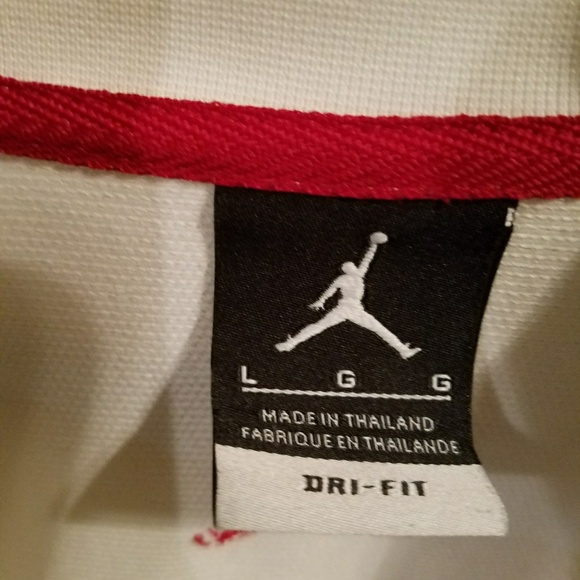 L G G
MADE IN THAILAND
FABRIQUE EN THAILANDE
DRI-FIT